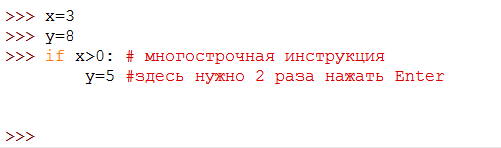 >>> x=3
>>> y=8
>>> if x>0: # многострочная инструкция
        y=5 #здесь нужно 2 раза нажать Enter
>>>